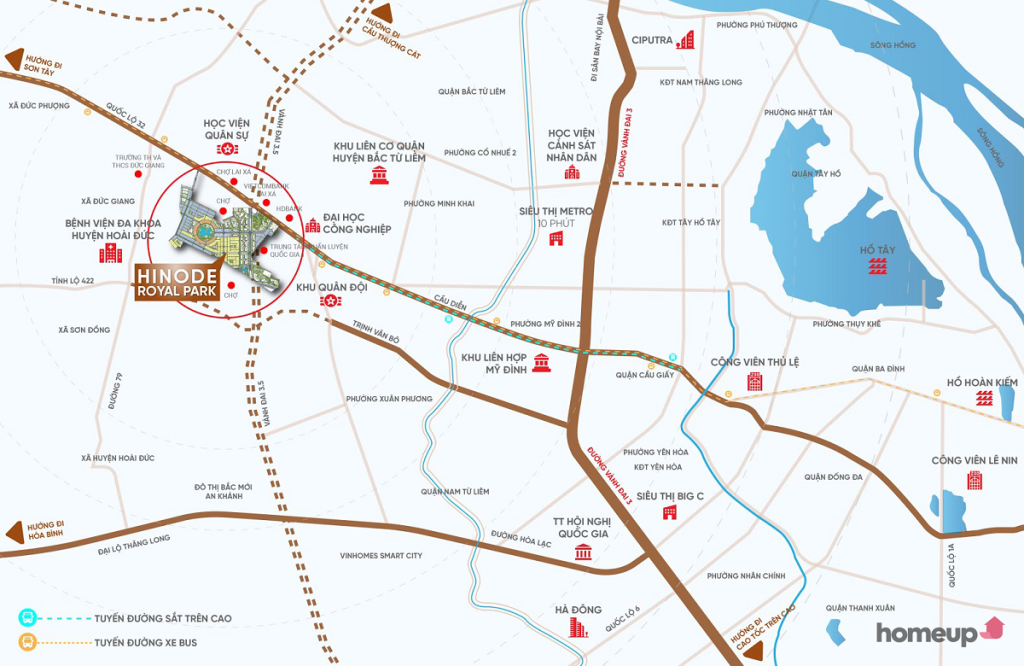 HƯỚNG ĐI
CẦU THƯỢNG CÁT
ĐI SÂN BAY NỘI BÀI
PHƯỜNG PHÚ THƯỢNG
CIPUTRA
SÔNG HỒNG
HƯỚNG ĐI
SƠN TÂY
KĐT NAM THĂNG LONG
QUẬN BẮC TỪ LIÊM
XÃ ĐỨC PHƯỢNG
QUỐC LỘ 32
VÀNH ĐAI 3.5
PHƯỜNG NHẬT TÂN
HỌC VIỆN
QUÂN SỰ
HỌC VIỆN
CẢNH SÁT
NHÂN DÂN
ĐƯỜNG VÀNH ĐAI 3
SÔNG HỒNG
KHU LIÊN CƠ QUÂN
HUYỆN BẮC TỪ LIÊM
PHƯỜNG CỔ NHUẾ 2
TRƯỜNG TH VÀ
THCS ĐỨC GIANG
CHỢ LAI XÁ
QUẬN TÂY HỒ
VIETCOMBANK
LAI XÁ
XÃ ĐỨC GIANG
CHỢ
HDBANK
PHƯỜNG MINH KHAI
SIÊU THỊ METRO
10 PHÚT
KĐT TÂY HỒ TÂY
BỆNH VIỆN ĐA KHOA
HUYỆN HOÀI ĐỨC
ĐẠI HỌC
CÔNG NGHIỆP
TRUNG TÂM HUẤN LUYỆN
QUỐC GIA
HỒ TÂY
HINODE
ROYAL PARK
TỈNH LỘ 422
CHỢ
KHU QUÂN ĐỘI
CẦU DIỄN
XÃ SƠN ĐỒNG
TRỊNH VĂN BÔ
PHƯỜNG MỸ ĐÌNH 2
PHƯỜNG THỤY KHÊ
KHU LIÊN HỢP
MỸ ĐÌNH
QUẬN CẦU GIẤY
CÔNG VIÊN THỦ LỆ
QUẬN BA ĐÌNH
HỒ HOÀN KIẾM
ĐƯỜNG 79
VÀNH ĐAI 3.5
PHƯỜNG XUÂN PHƯƠNG
XÃ HUYỆN HOÀI ĐỨC
PHƯỜNG YÊN HÒA
KĐT YÊN HÒA
ĐƯỜNG VÀNH ĐAI 3
CÔNG VIÊN LÊ NIN
QUẬN ĐỐNG ĐA
ĐÔ THỊ BẮC MỚI
AN KHÁNH
QUẬN NAM TỪ LIÊM
SIÊU THỊ BIG C
HƯỚNG ĐI
HÒA BÌNH
ĐẠI LỘ THĂNG LONG
TT HỘI NGHỊ
QUỐC GIA
ĐƯỜNG HÒA LẠC
VINHOMES SMART CITY
QUỐC LỘ 1A
PHƯỜNG NHÂN CHÍNH
HÀ ĐÔNG
QUỐC LỘ 6
QUẬN THANH XUÂN
HƯỚNG ĐI
CAO TỐC TRÊN CAO
TUYẾN ĐƯỜNG SẮT TRÊN CAO
TUYẾN ĐƯỜNG XE BUS
homeup